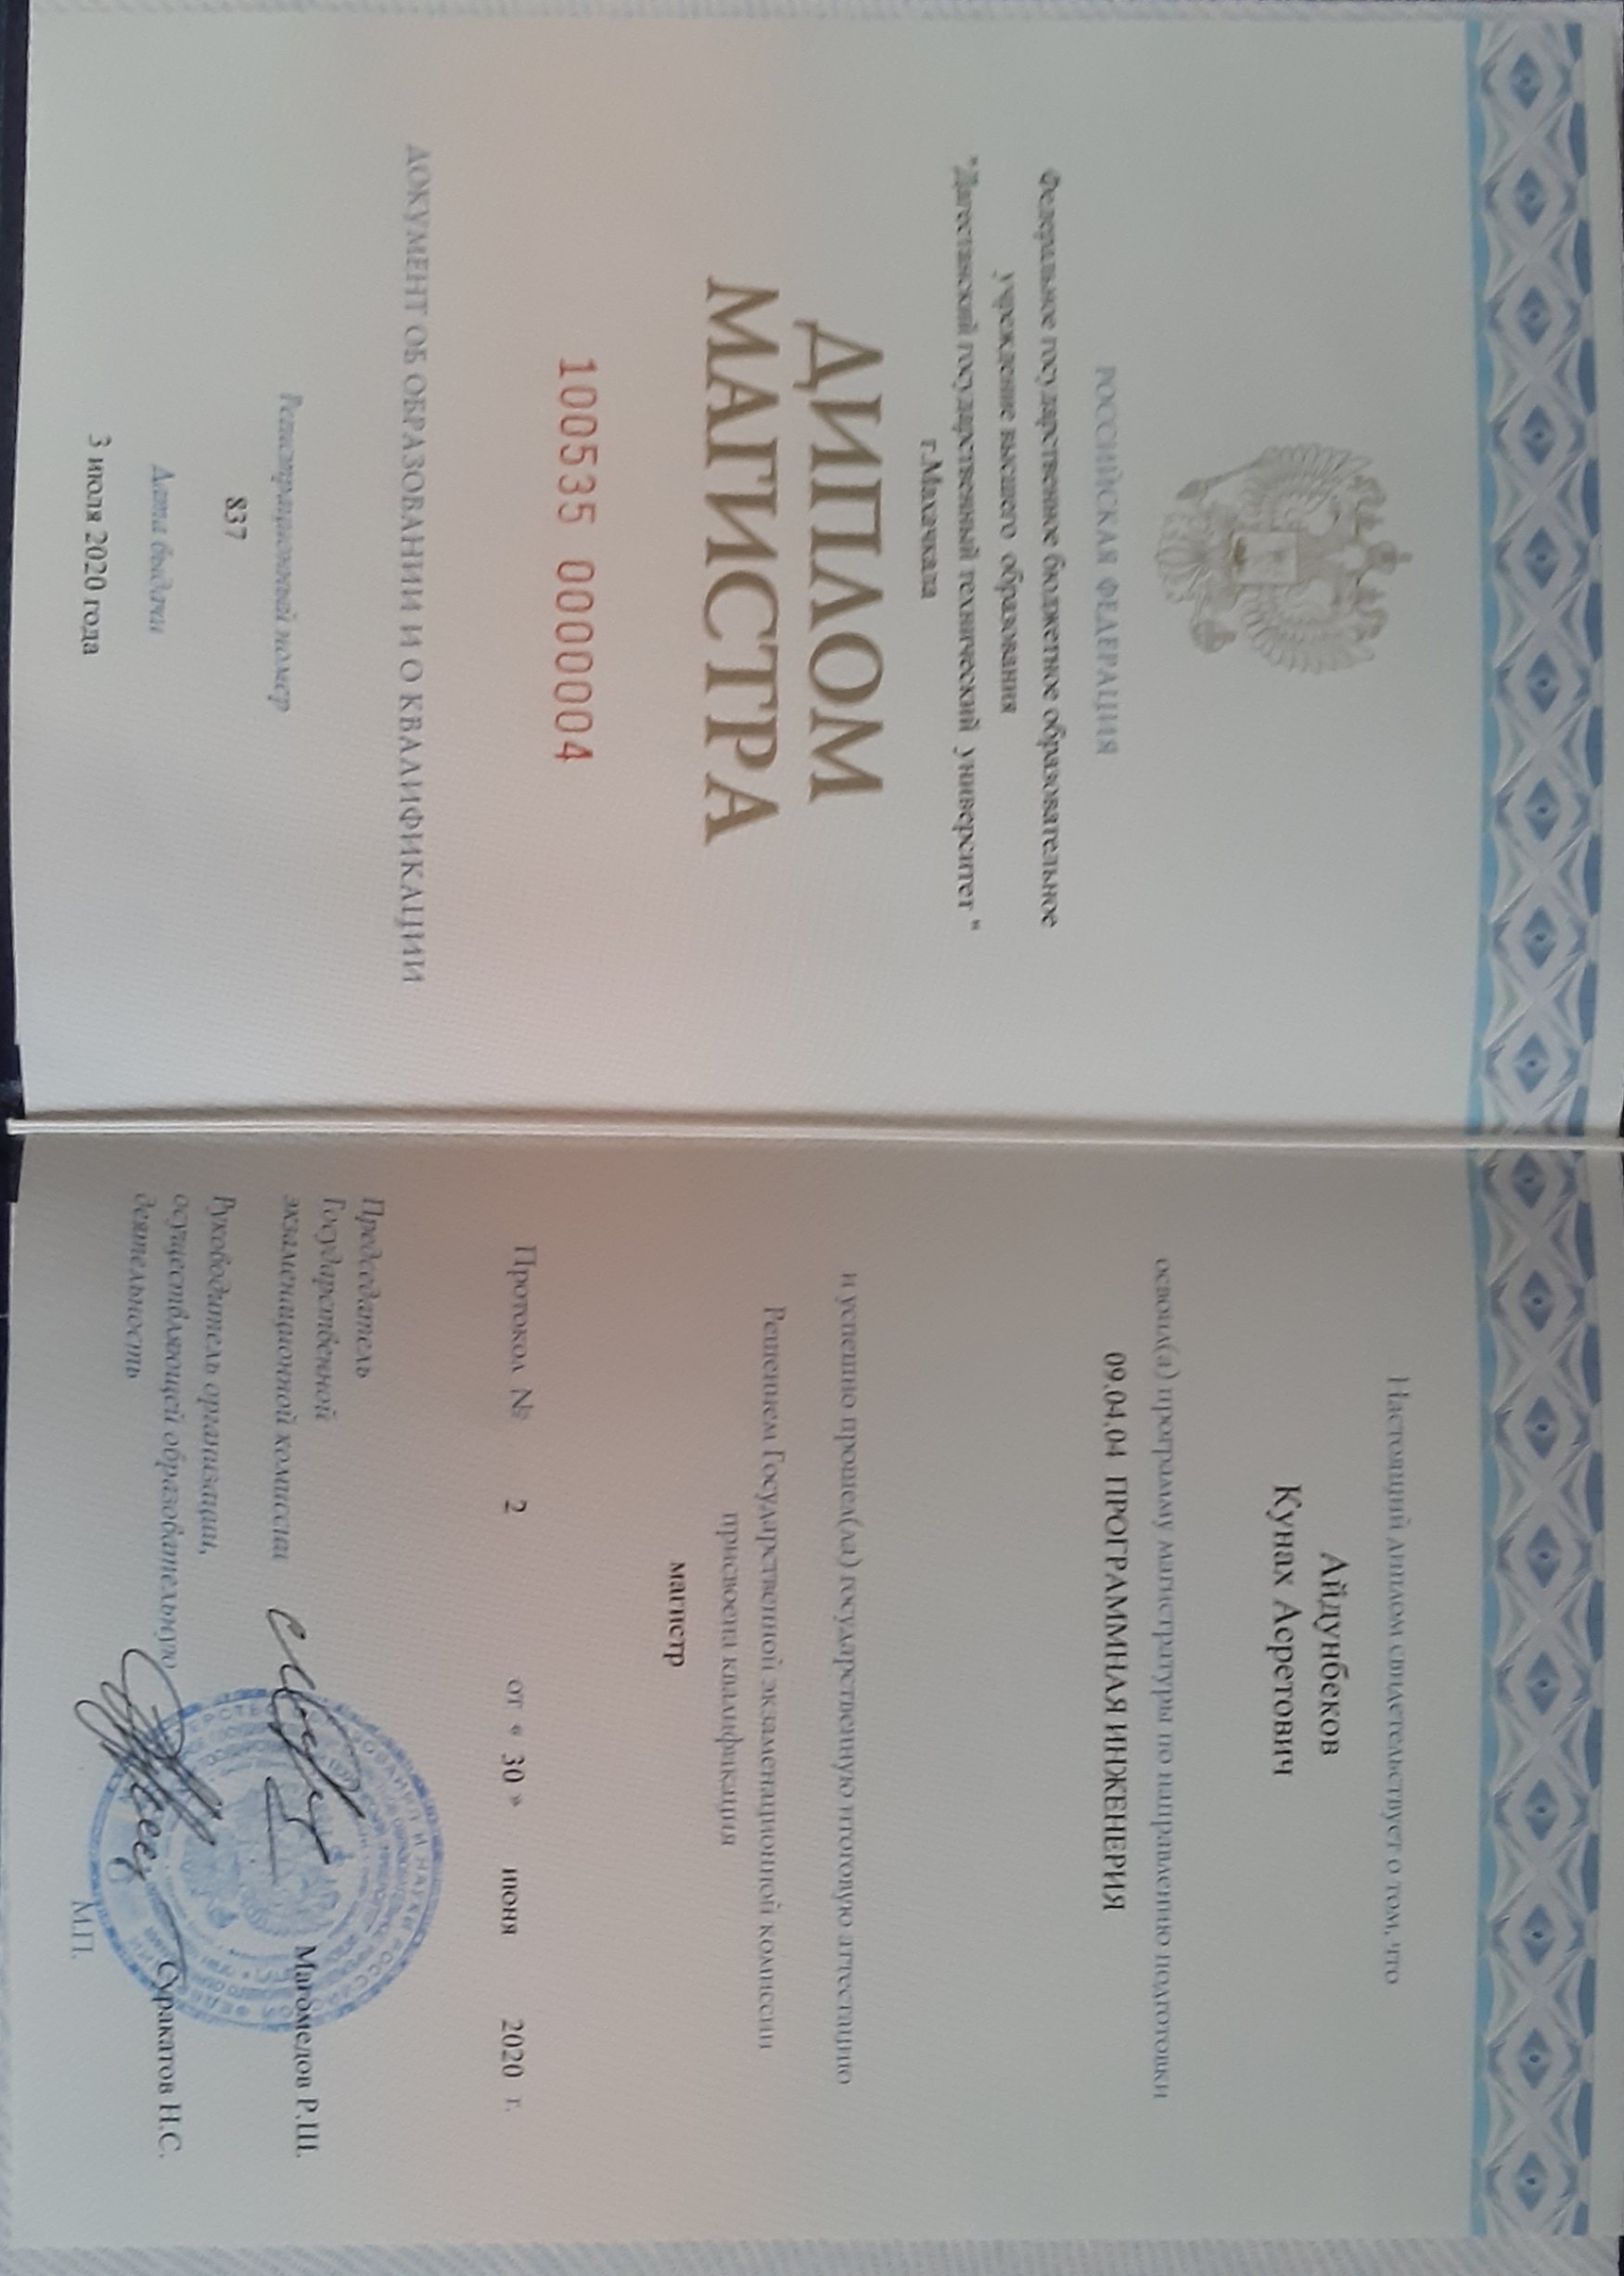 РОССИЙСКАЯ ФЕДЕРАЦИЯ
Федеральное государственное бюджетное образовательное
учреждение высшего образования
"Дагестанский государственный технический университет"
г.Махачкала
ДИПЛОМ
МАГИСТРА
100535 0000004
ДОКУМЕНТ ОБ ОБРАЗОВАНИИ И О КВАЛИФИКАЦИИ
Регистрационный номер
837
Дата выдачи
3 июля 2020 года
Настоящий диплом свидетельствует о том, что
Айдунбеков
Кунах Асретович
освоил(а) программу магистратуры по направлению подготовки
09.04.04 ПРОГРАММНАЯ ИНЖЕНЕРИЯ
и успешно прошел(ла) государственную итоговую аттестацию
Решением Государственной экзаменационной комиссии
присвоена квалификация
магистр
Протокол № 2 от « 30 » июня 2020 г.
Председатель
Государственной
экзаменационной комиссии Магомедов Р.Ш.
Руководитель организации,
осуществляющей образовательную
деятельность Суракатов Н.С.
М.П.